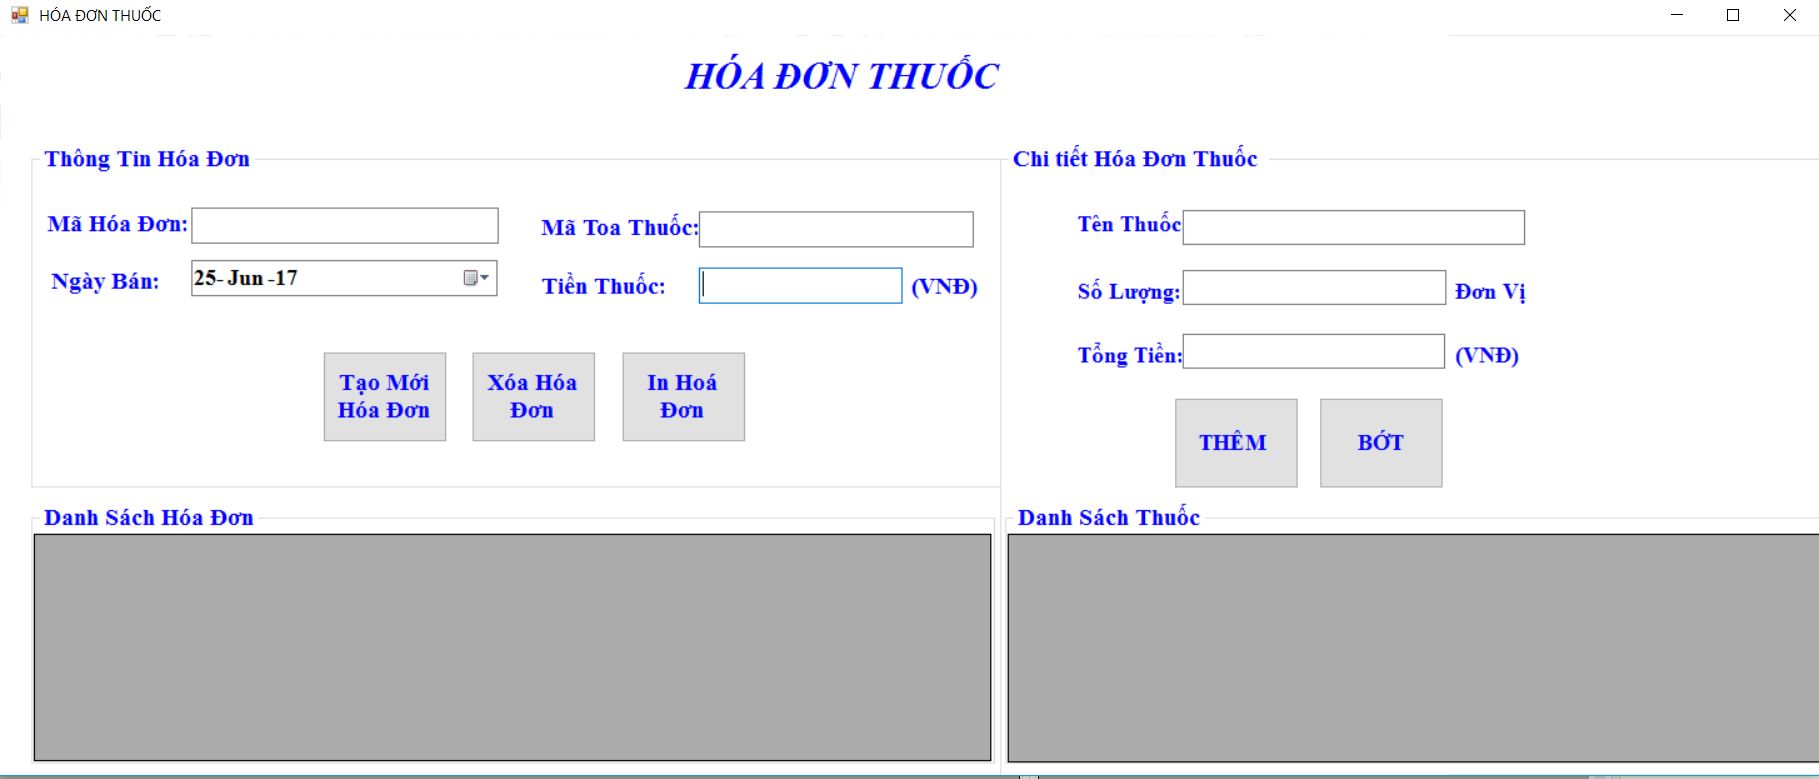 HÓA ĐƠN THUỐC
HÓA ĐƠN THUỐC
Thông Tin Hóa Đơn
Mã Hóa Đơn:
Mã Toa Thuốc:
Ngày Bán:
25- Jun -17
Tiền Thuốc:
(VNĐ)
Tạo Mới
Hóa Đơn
Xóa Hóa
Đơn
In Hoá
Đơn
Chi tiết Hóa Đơn Thuốc
Tên Thuốc
Số Lượng:
Đơn Vị
Tổng Tiền:
(VNĐ)
THÊM
BỚT
Danh Sách Hóa Đơn
Danh Sách Thuốc